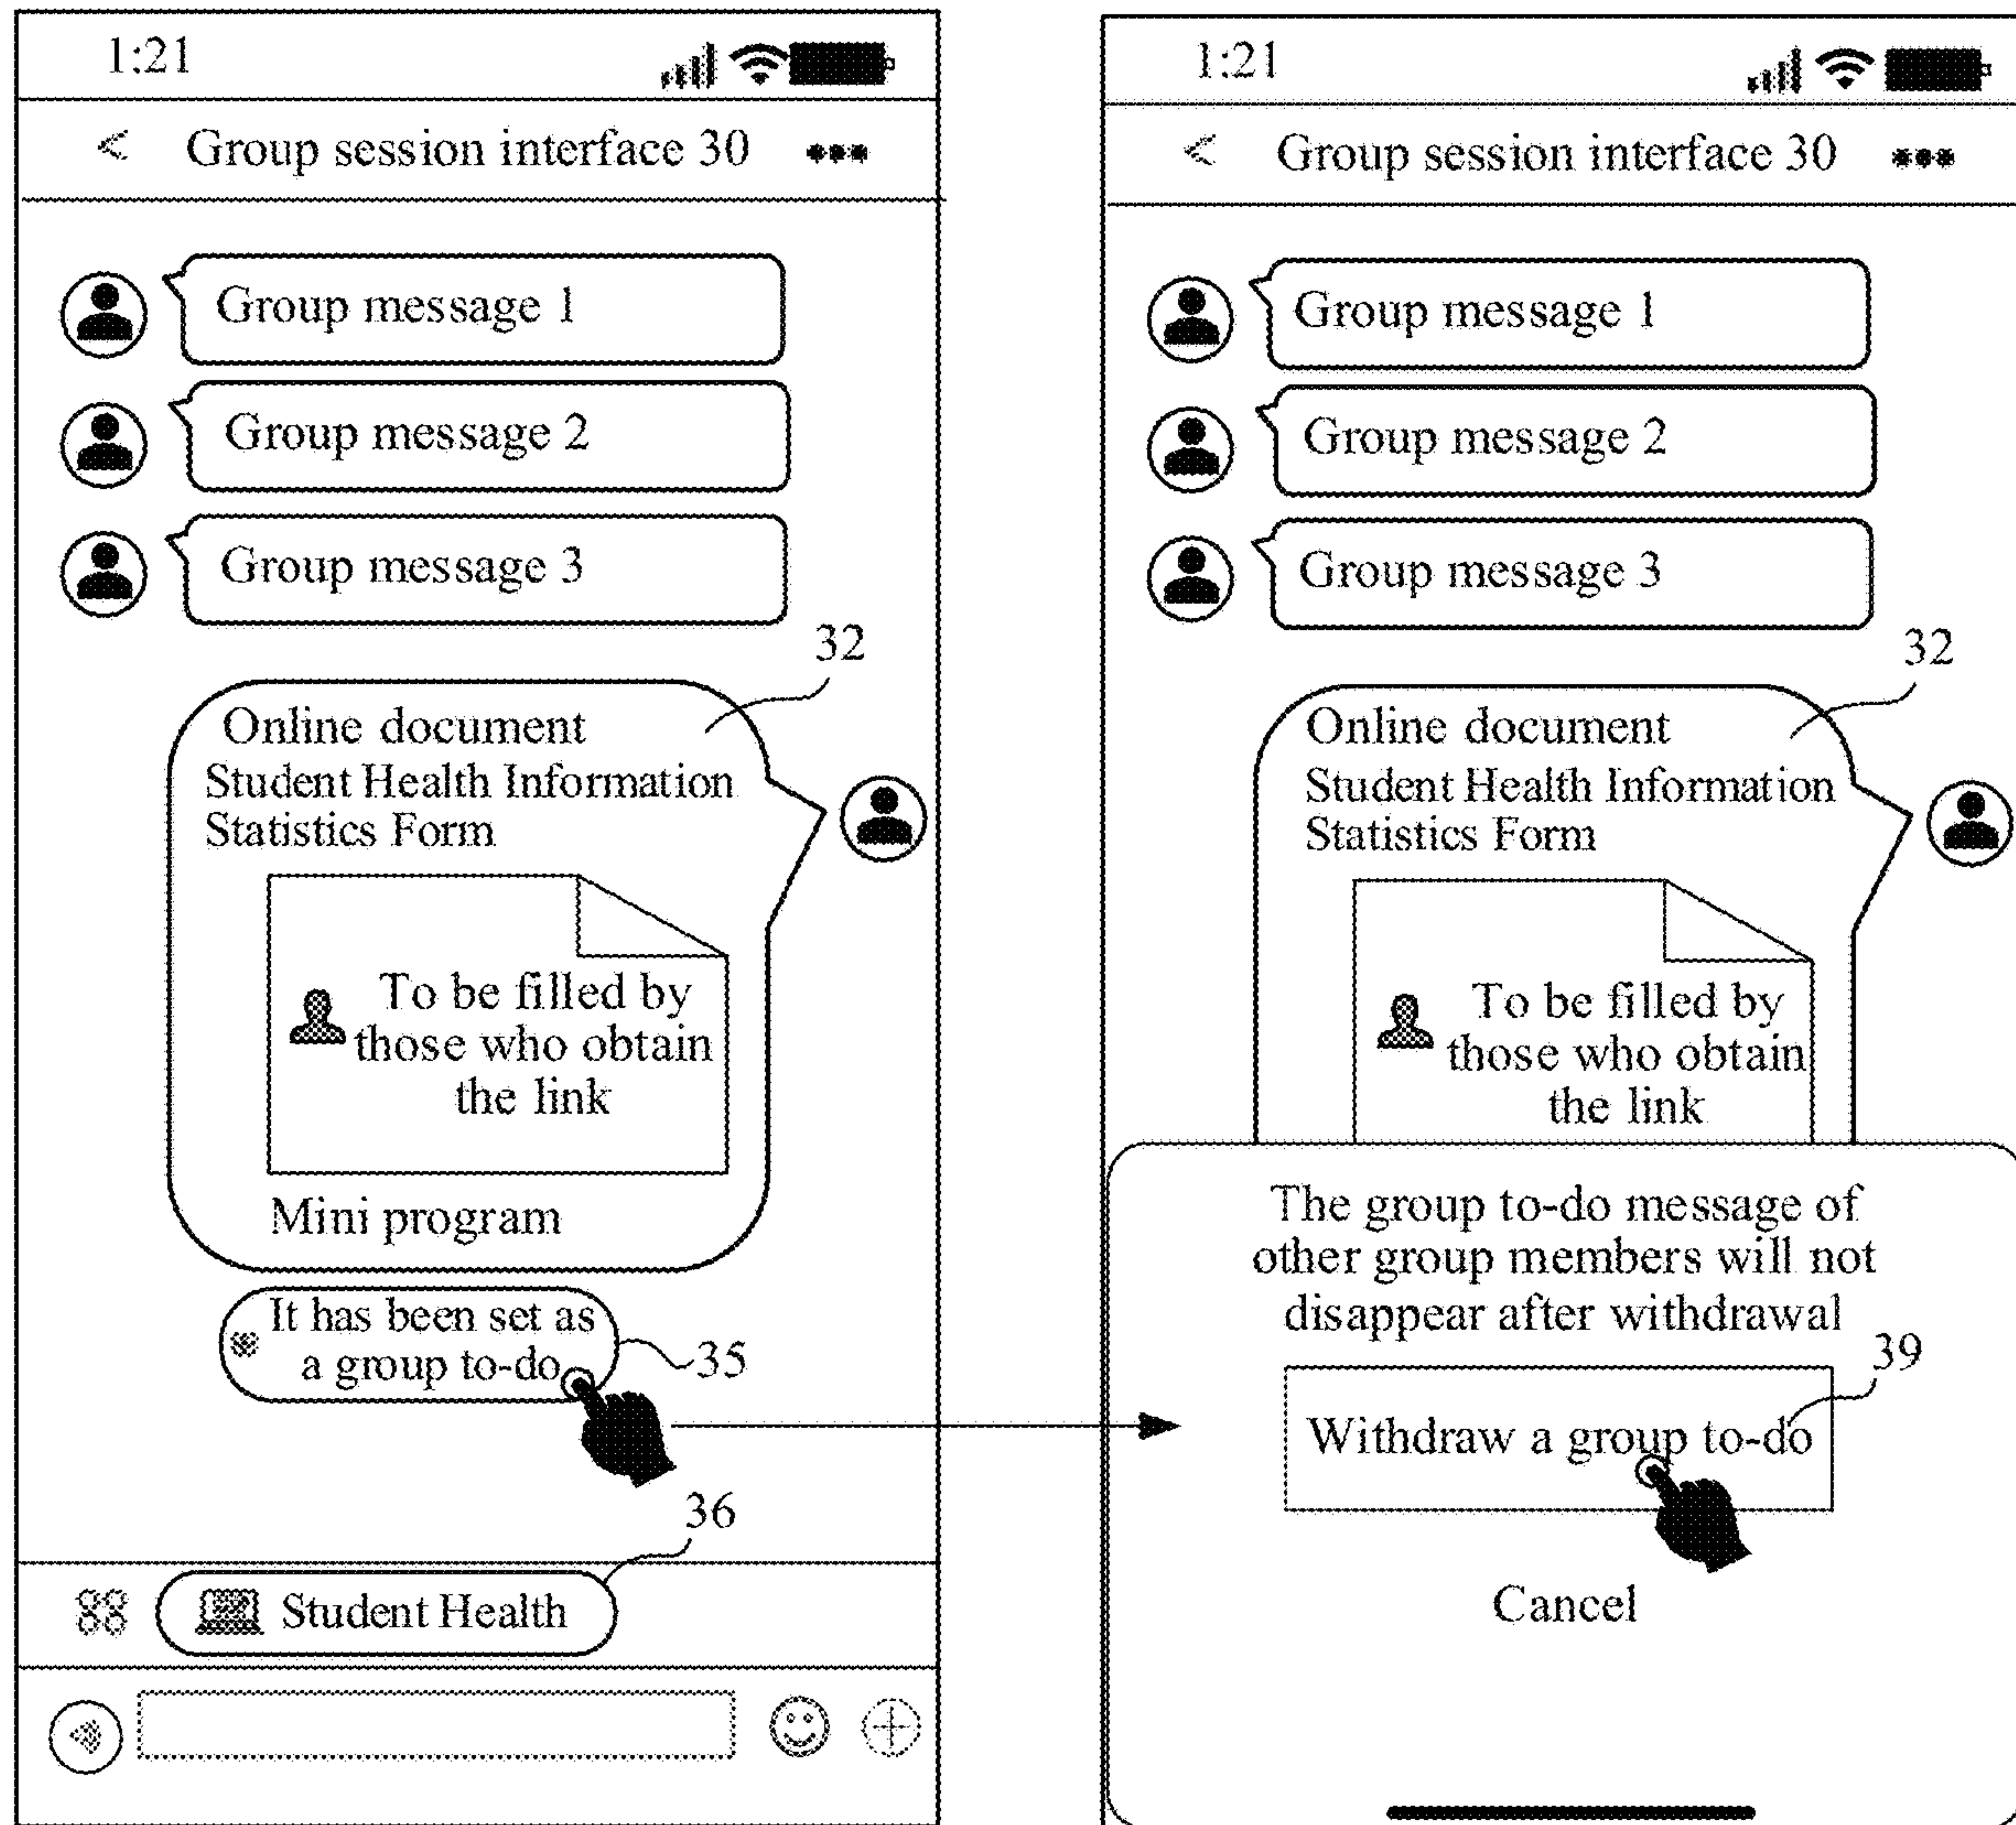 1:21
Group session interface 30
Group message 1
Group message 2
Group message 3
32
Online document
Student Health Information
Statistics Form
To be filled by
those who obtain
the link
Mini program
It has been set as
a group to-do
35
36
Student Health
1:21
Group session interface 30
Group message 1
Group message 2
Group message 3
32
Online document
Student Health Information
Statistics Form
To be filled by
those who obtain
the link
The group to-do message of
other group members will not
disappear after withdrawal
39
Withdraw a group to-do
Cancel